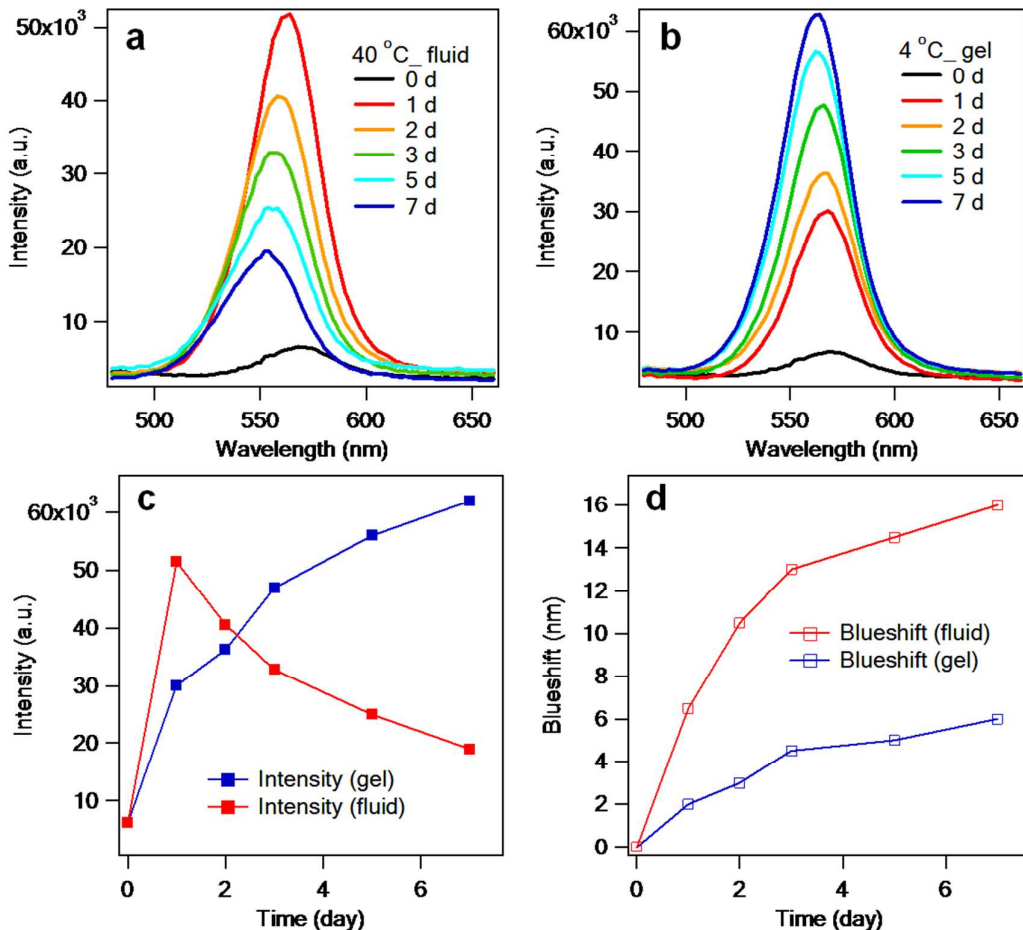 a
50x10³
40
30
20
10
Intensity (a.u.)
40 °C_ fluid
0 d
1 d
2 d
3 d
5 d
7 d
500
550
600
650
Wavelength (nm)
b
60x10³
50
40
30
20
10
Intensity (a.u.)
4 °C_ gel
0 d
1 d
2 d
3 d
5 d
7 d
500
550
600
650
Wavelength (nm)
c
60x10³
50
40
30
20
10
Intensity (a.u.)
Intensity (gel)
Intensity (fluid)
0
2
4
6
Time (day)
d
16
14
12
10
8
6
4
2
0
Blueshift (nm)
Blueshift (fluid)
Blueshift (gel)
0
2
4
6
Time (day)